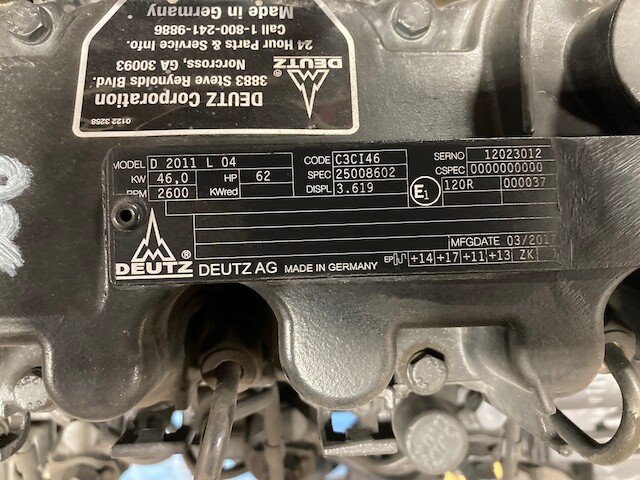 DEUTZ Corporation
3883 Steve Reynolds Blvd.
Norcross, GA 30093
24 Hour Parts & Service Info.
Call 1-800-241-9886
Made in Germany
DEUTZ ®
0122 3258
MODEL D 2011 L 04 CODE C3CI46 SERNO 12023012
KW 46,0 HP 62 SPEC 25008602 CSPEC 0000000000
RPM 2600 KWred DISPL 3.619 E1 120R 000037
MFGDATE 03/2017
DEUTZ ® DEUTZ AG MADE IN GERMANY EP +14 +17 +11 +13 ZK